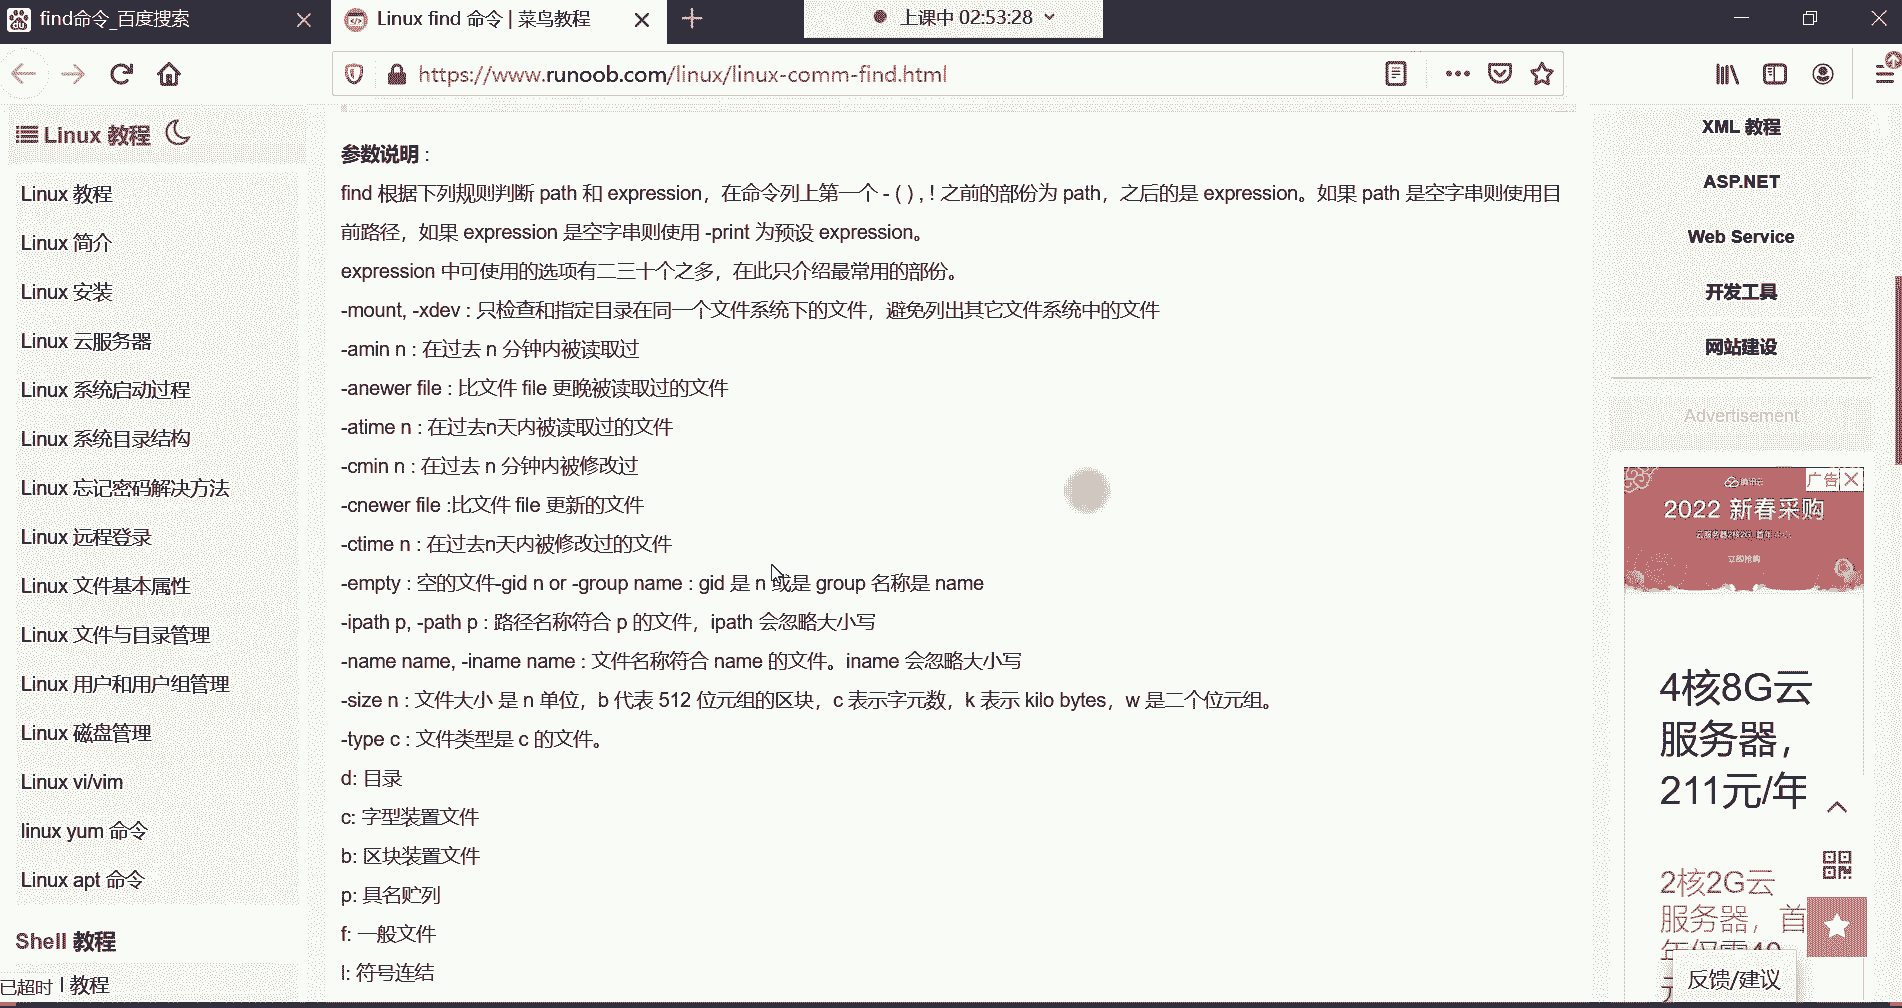 find命令_百度搜索
Linux find 命令 | 菜鸟教程
上课中 02:53:28
https://www.runoob.com/linux/linux-comm-find.html
Linux 教程
Linux 教程
Linux 简介
Linux 安装
Linux 云服务器
Linux 系统启动过程
Linux 系统目录结构
Linux 忘记密码解决方法
Linux 远程登录
Linux 文件基本属性
Linux 文件与目录管理
Linux 用户和用户组管理
Linux 磁盘管理
Linux vi/vim
linux yum 命令
Linux apt 命令
Shell 教程
已超时
l 教程
参数说明 :
find 根据下列规则判断 path 和 expression，在命令列上第一个 - ( ) , ! 之前的部份为 path，之后的是 expression。如果 path 是空字串则使用目
前路径，如果 expression 是空字串则使用 -print 为预设 expression。
expression 中可使用的选项有二三十个之多，在此只介绍最常用的部份。
-mount, -xdev : 只检查和指定目录在同一个文件系统下的文件，避免列出其它文件系统中的文件
-amin n : 在过去 n 分钟内被读取过
-anewer file : 比文件 file 更晚被读取过的文件
-atime n : 在过去n天内被读取过的文件
-cmin n : 在过去 n 分钟内被修改过
-cnewer file :比文件 file 更新的文件
-ctime n : 在过去n天内被修改过的文件
-empty : 空的文件-gid n or -group name : gid 是 n 或是 group 名称是 name
-ipath p, -path p : 路径名称符合 p 的文件，ipath 会忽略大小写
-name name, -iname name : 文件名称符合 name 的文件。iname 会忽略大小写
-size n : 文件大小 是 n 单位，b 代表 512 位元组的区块，c 表示字元数，k 表示 kilo bytes，w 是二个位元组。
-type c : 文件类型是 c 的文件。
d: 目录
c: 字型装置文件
b: 区块装置文件
p: 具名贮列
f: 一般文件
l: 符号连结
XML 教程
ASP.NET
Web Service
开发工具
网站建设
Advertisement
广告
腾讯云
2022 新春采购
立即抢购
4核8G云
服务器，
211元/年
2核2G云
服务器，首
反馈/建议